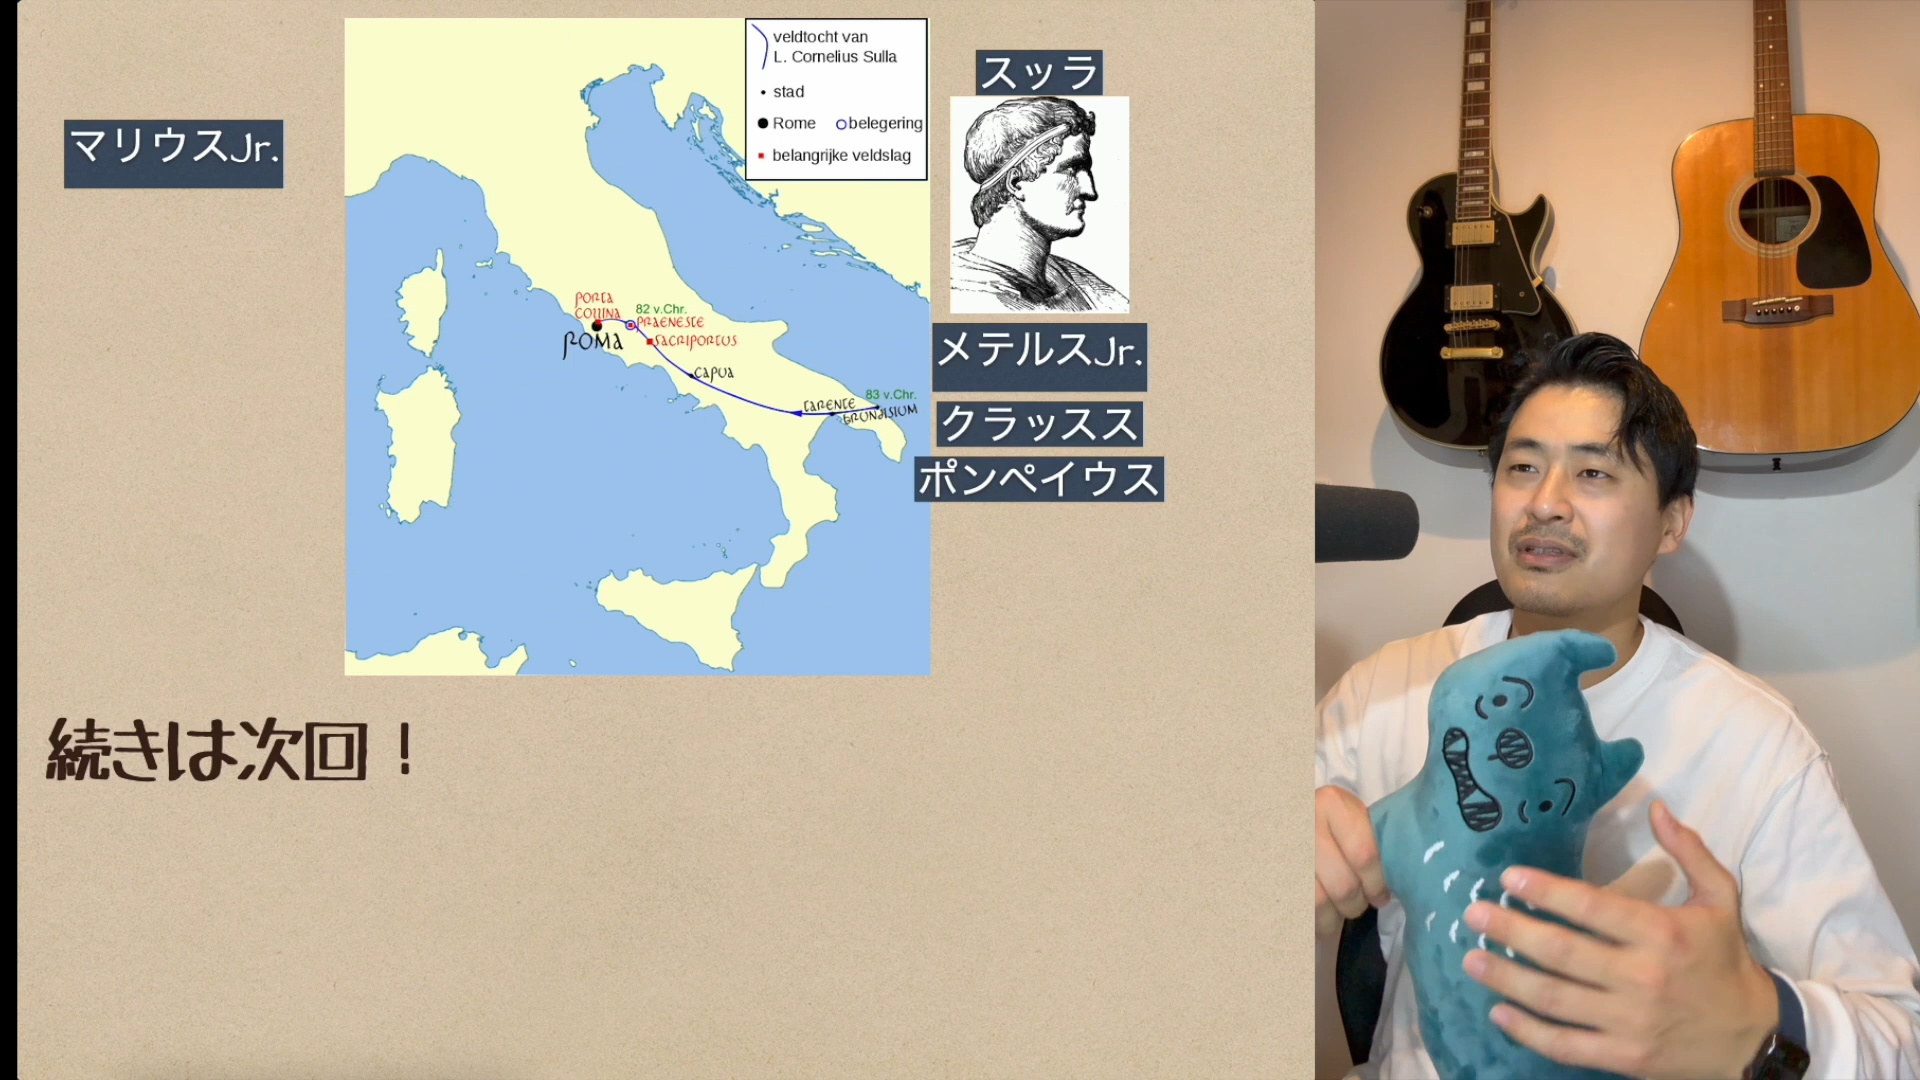 マリウスJr.
veldtocht van
L. Cornelius Sulla
stad
Rome
belegering
belangrijke veldslag
スッラ
メテルスJr.
クラッスス
ポンペイウス
PORTA
COLLINA
82 v.Chr.
PRAENESTE
ROMA
SACRIPORTUS
CAPUA
83 v.Chr.
TARENTE
BRUNDISIUM
続きは次回！